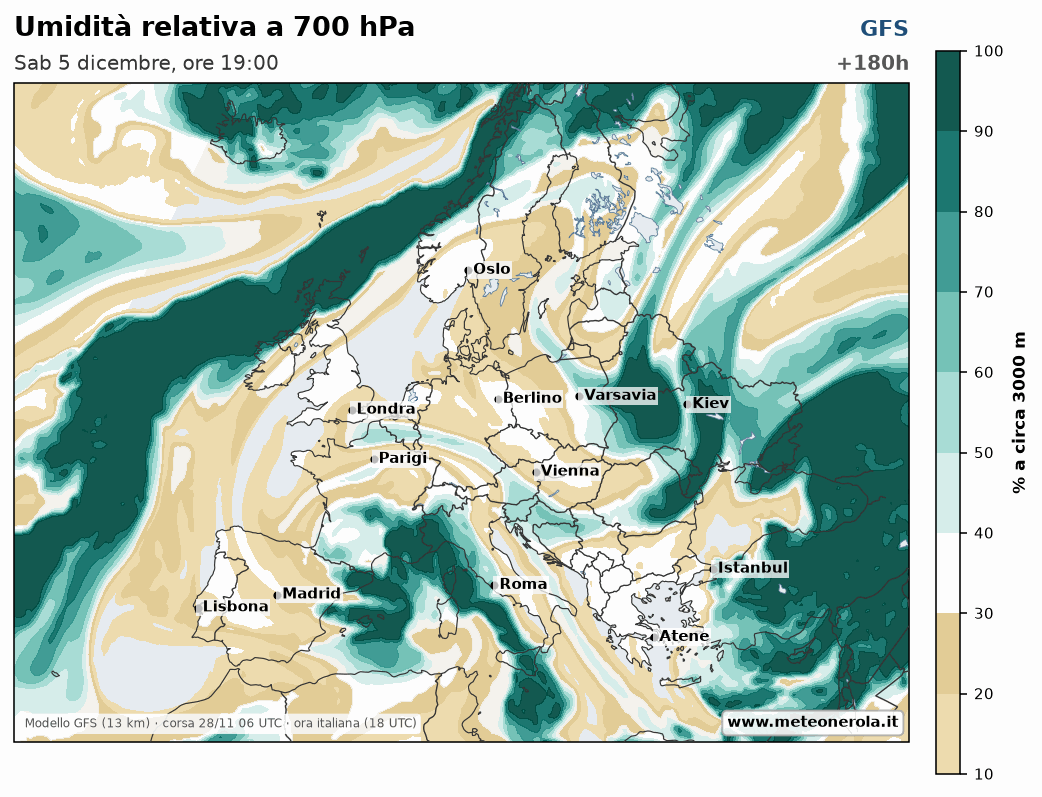 Umidità relativa a 700 hPa
GFS
Sab 5 dicembre, ore 19:00
+180h
100
90
80
70
60
50
40
30
20
10
% a circa 3000 m
Oslo
Berlino
Varsavia
Kiev
Londra
Parigi
Vienna
Istanbul
Roma
Madrid
Lisbona
Atene
Modello GFS (13 km) · corsa 28/11 06 UTC · ora italiana (18 UTC)
www.meteonerola.it